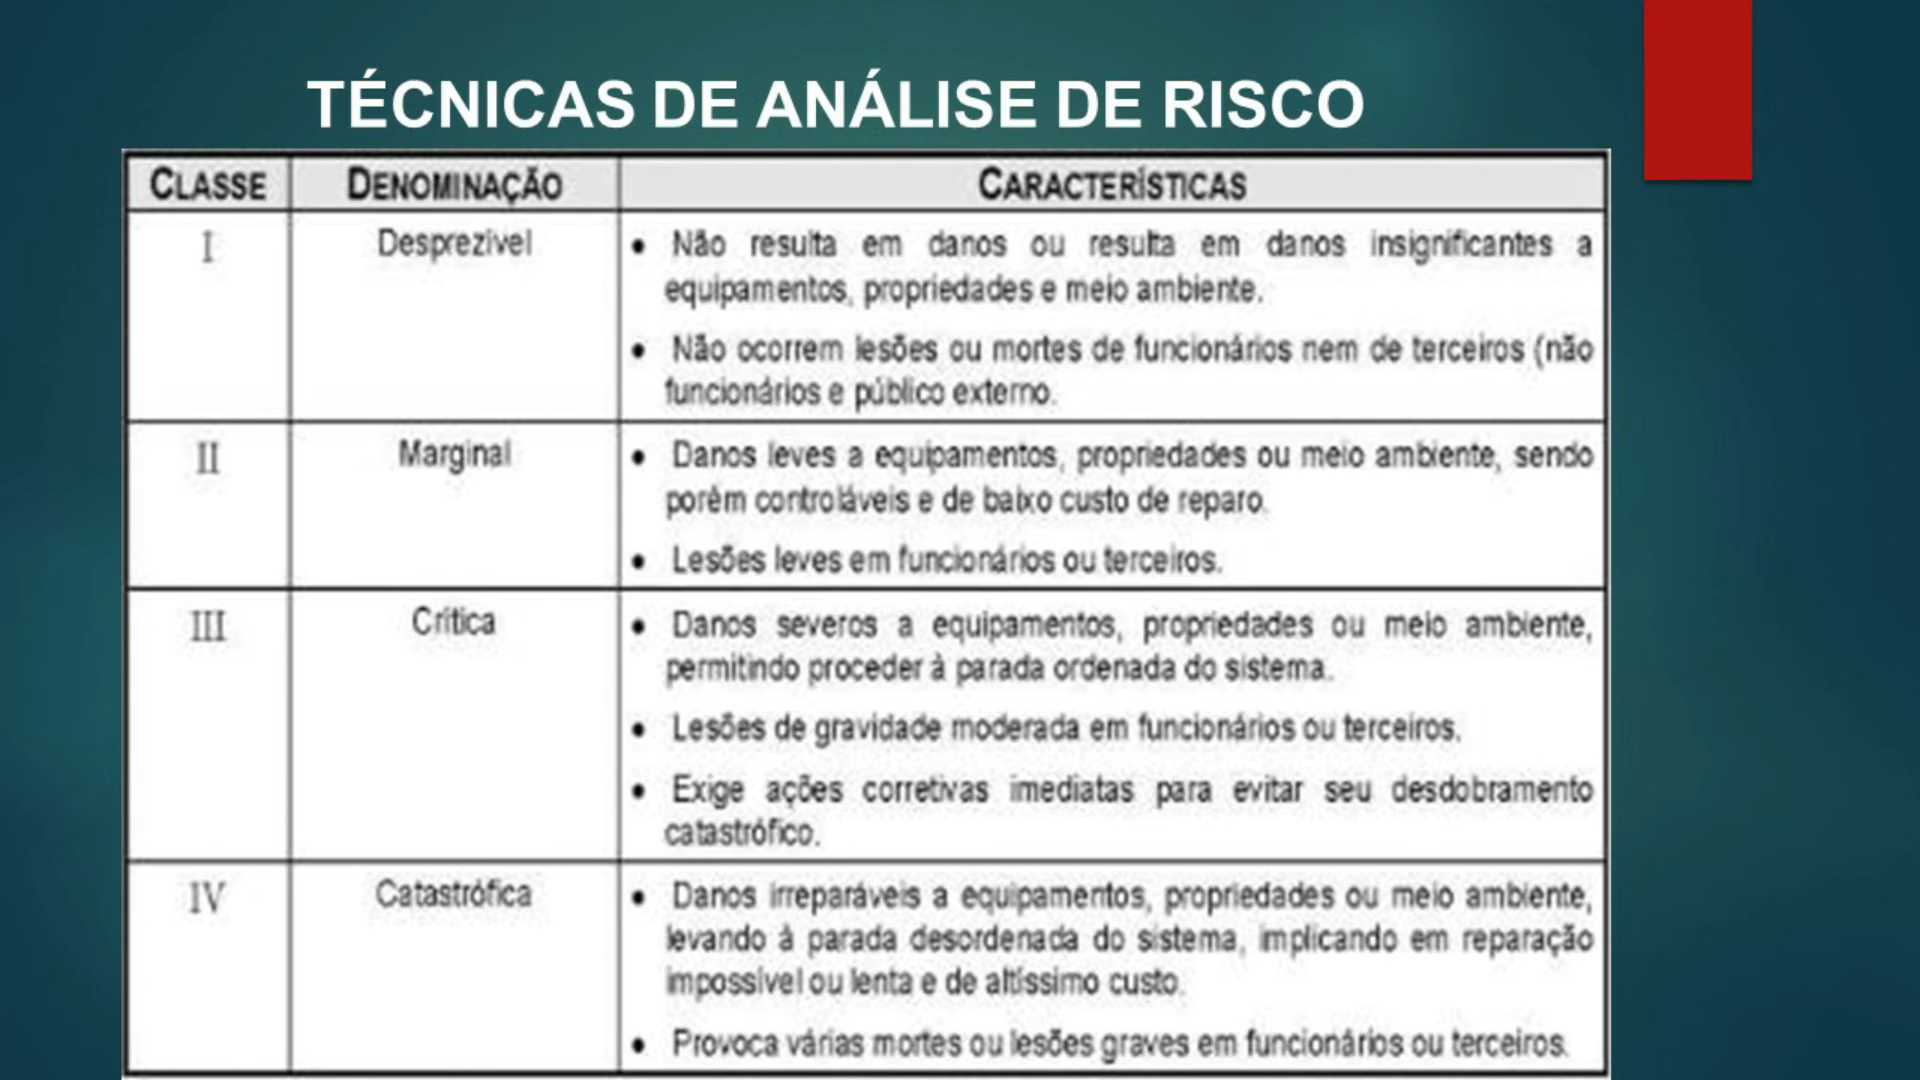 TÉCNICAS DE ANÁLISE DE RISCO
CLASSE DENOMINAÇÃO CARACTERÍSTICAS
I Desprezível • Não resulta em danos ou resulta em danos insignificantes a
equipamentos, propriedades e meio ambiente.
• Não ocorrem lesões ou mortes de funcionários nem de terceiros (não
funcionários e público externo.
II Marginal • Danos leves a equipamentos, propriedades ou meio ambiente, sendo
porém controláveis e de baixo custo de reparo.
• Lesões leves em funcionários ou terceiros.
III Crítica • Danos severos a equipamentos, propriedades ou meio ambiente,
permitindo proceder à parada ordenada do sistema.
• Lesões de gravidade moderada em funcionários ou terceiros.
• Exige ações corretivas imediatas para evitar seu desdobramento
catastrófico.
IV Catastrófica • Danos irreparáveis a equipamentos, propriedades ou meio ambiente,
levando à parada desordenada do sistema, implicando em reparação
impossível ou lenta e de altíssimo custo.
• Provoca várias mortes ou lesões graves em funcionários ou terceiros.